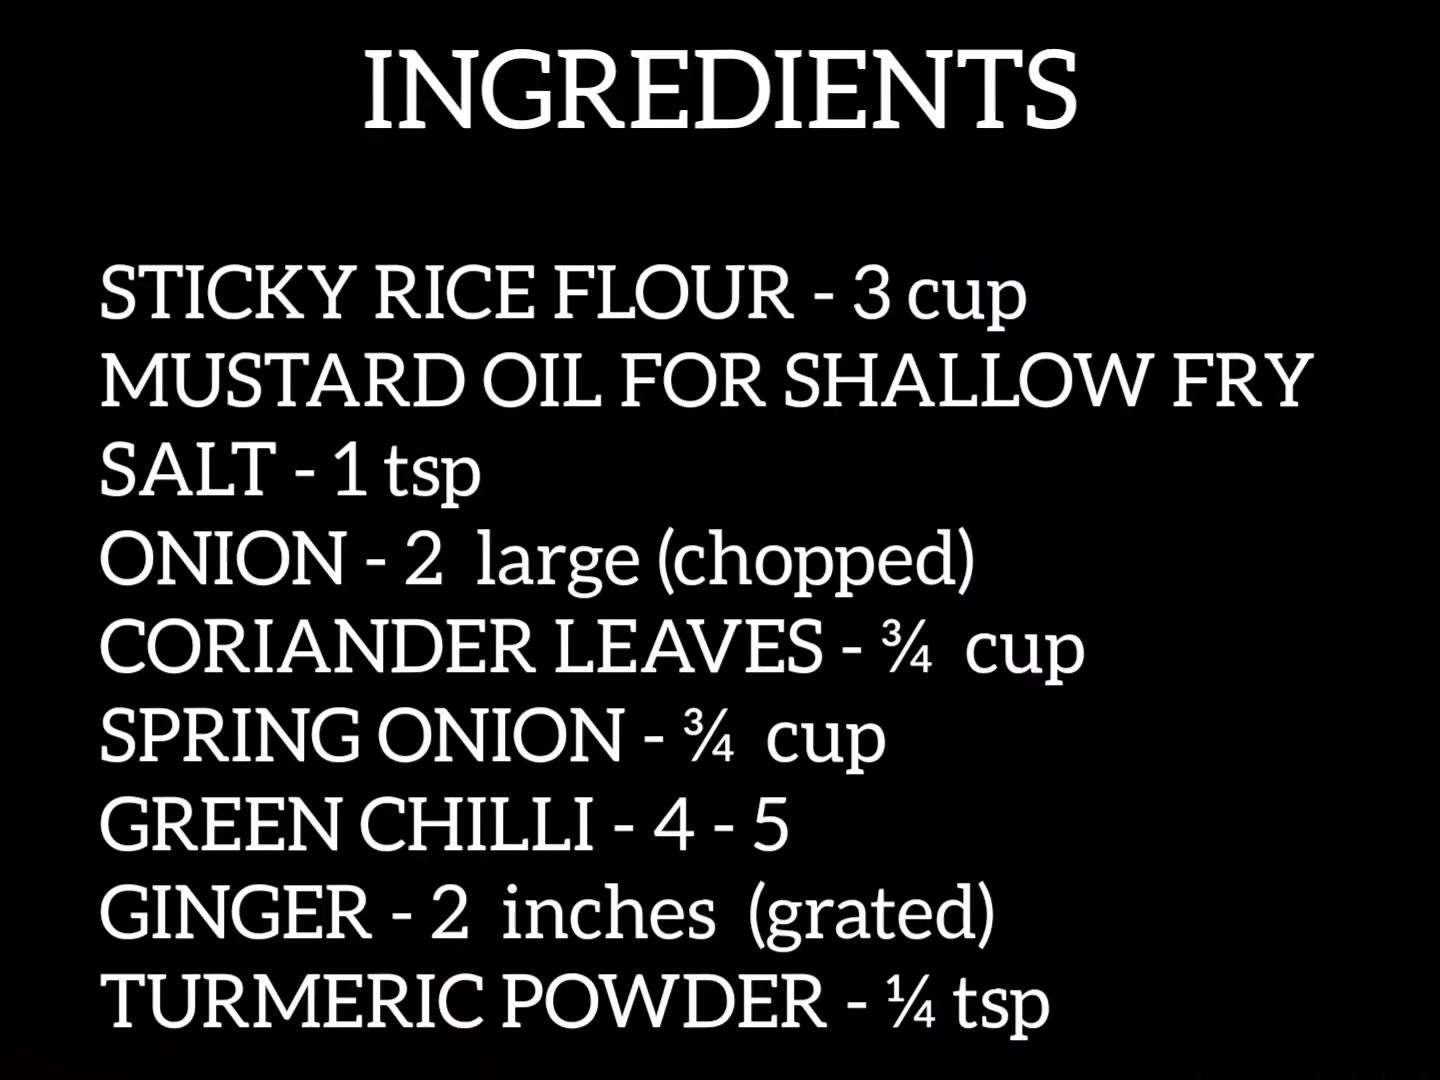 INGREDIENTS
STICKY RICE FLOUR - 3 cup
MUSTARD OIL FOR SHALLOW FRY
SALT - 1 tsp
ONION - 2 large (chopped)
CORIANDER LEAVES - ¾ cup
SPRING ONION - ¾ cup
GREEN CHILLI - 4 - 5
GINGER - 2 inches (grated)
TURMERIC POWDER - ¼ tsp